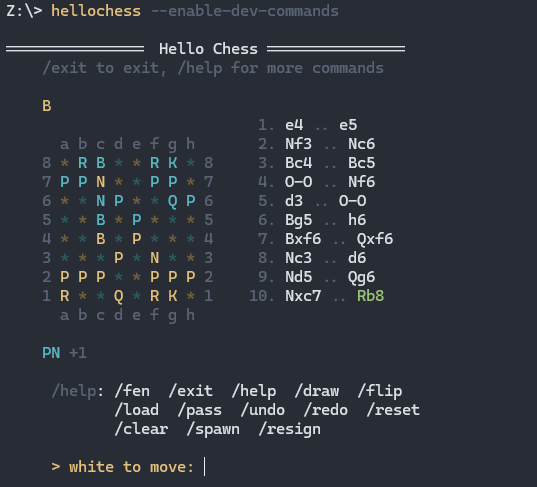 Z:\> hellochess --enable-dev-commands
Hello Chess
/exit to exit, /help for more commands
B
1. e4 .. e5
a b c d e f g h 2. Nf3 .. Nc6
8 * R B * * R K * 8 3. Bc4 .. Bc5
7 P P N * * P P * 7 4. O-O .. Nf6
6 * * N P * * Q P 6 5. d3 .. O-O
5 * * B * P * * * 5 6. Bg5 .. h6
4 * * B * P * * * 4 7. Bxf6 .. Qxf6
3 * * * P * N * * 3 8. Nc3 .. d6
2 P P P * * P P P 2 9. Nd5 .. Qg6
1 R * * Q * R K * 1 10. Nxc7 .. Rb8
a b c d e f g h
PN +1
/help: /fen /exit /help /draw /flip
/load /pass /undo /redo /reset
/clear /spawn /resign
> white to move: